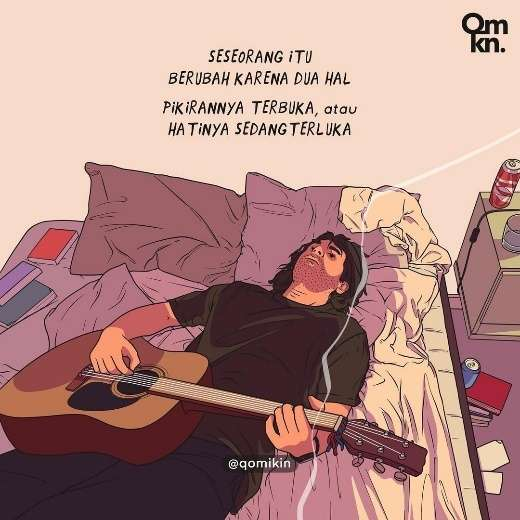 Qm
kn.
SESEORANG iTU
BERUBAH KARENA DUA HAL
PiKiRANNYA TERBUKA, atau
HATiNYA SEDANG TERLUKA
@qomikin